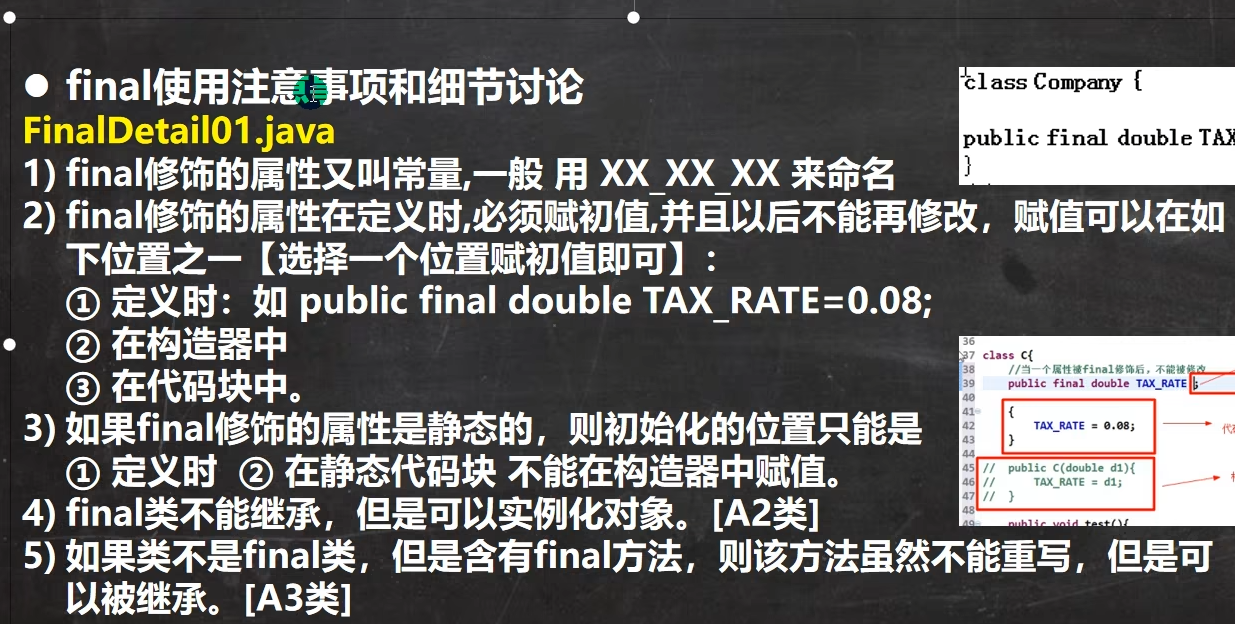 ● final使用注意事项和细节讨论
FinalDetail01.java
1) final修饰的属性又叫常量,一般 用 XX_XX_XX 来命名
2) final修饰的属性在定义时,必须赋初值,并且以后不能再修改，赋值可以在如
下位置之一【选择一个位置赋初值即可】：
① 定义时：如 public final double TAX_RATE=0.08;
② 在构造器中
③ 在代码块中。
3) 如果final修饰的属性是静态的，则初始化的位置只能是
① 定义时 ② 在静态代码块 不能在构造器中赋值。
4) final类不能继承，但是可以实例化对象。[A2类]
5) 如果类不是final类，但是含有final方法，则该方法虽然不能重写，但是可
以被继承。[A3类]
class Company {
public final double TAX
}
36
37 class C{
38 //当一个属性被final修饰后，不能被修改
39 public final double TAX_RATE ;
40
41 {
42 TAX_RATE = 0.08;
43 }
44
45 // public C(double d1){
46 // TAX_RATE = d1;
47 // }
48
49 public void test(){